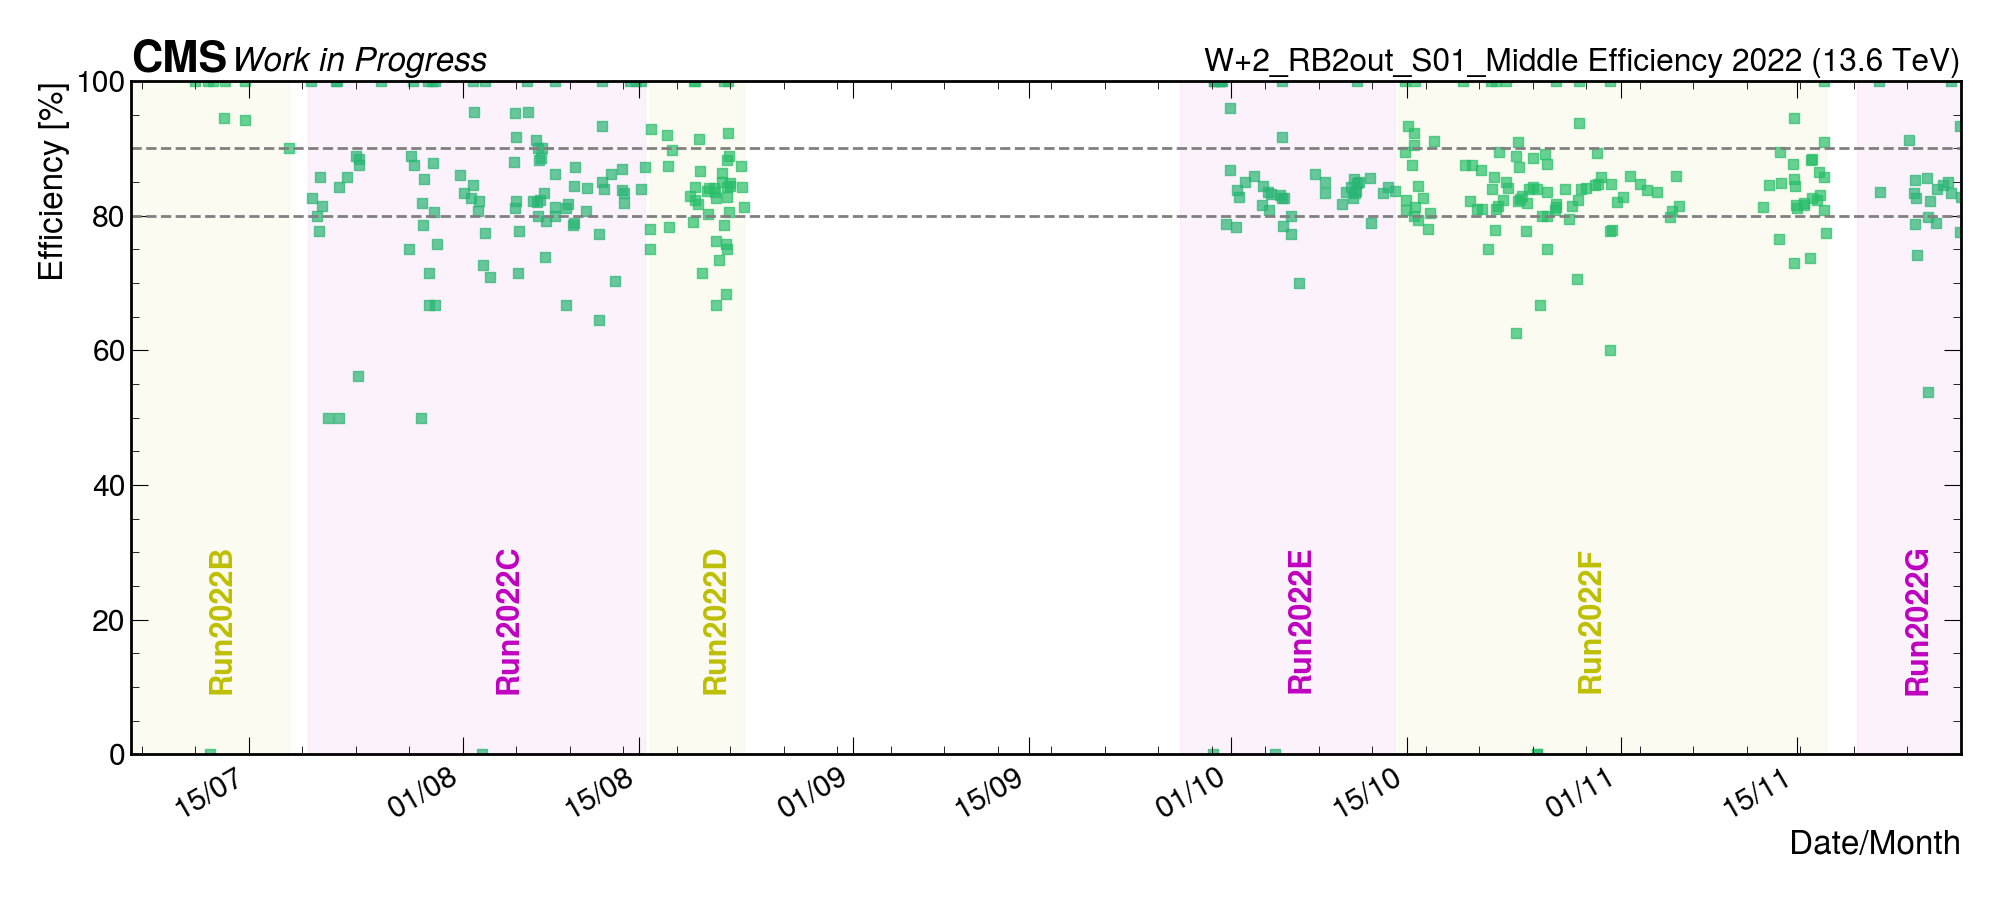 CMS Work in Progress
W+2_RB2out_S01_Middle Efficiency 2022 (13.6 TeV)
Efficiency [%]
100
80
60
40
20
0
Run2022B
Run2022C
Run2022D
Run2022E
Run2022F
Run2022G
15/07
01/08
15/08
01/09
15/09
01/10
15/10
01/11
15/11
Date/Month